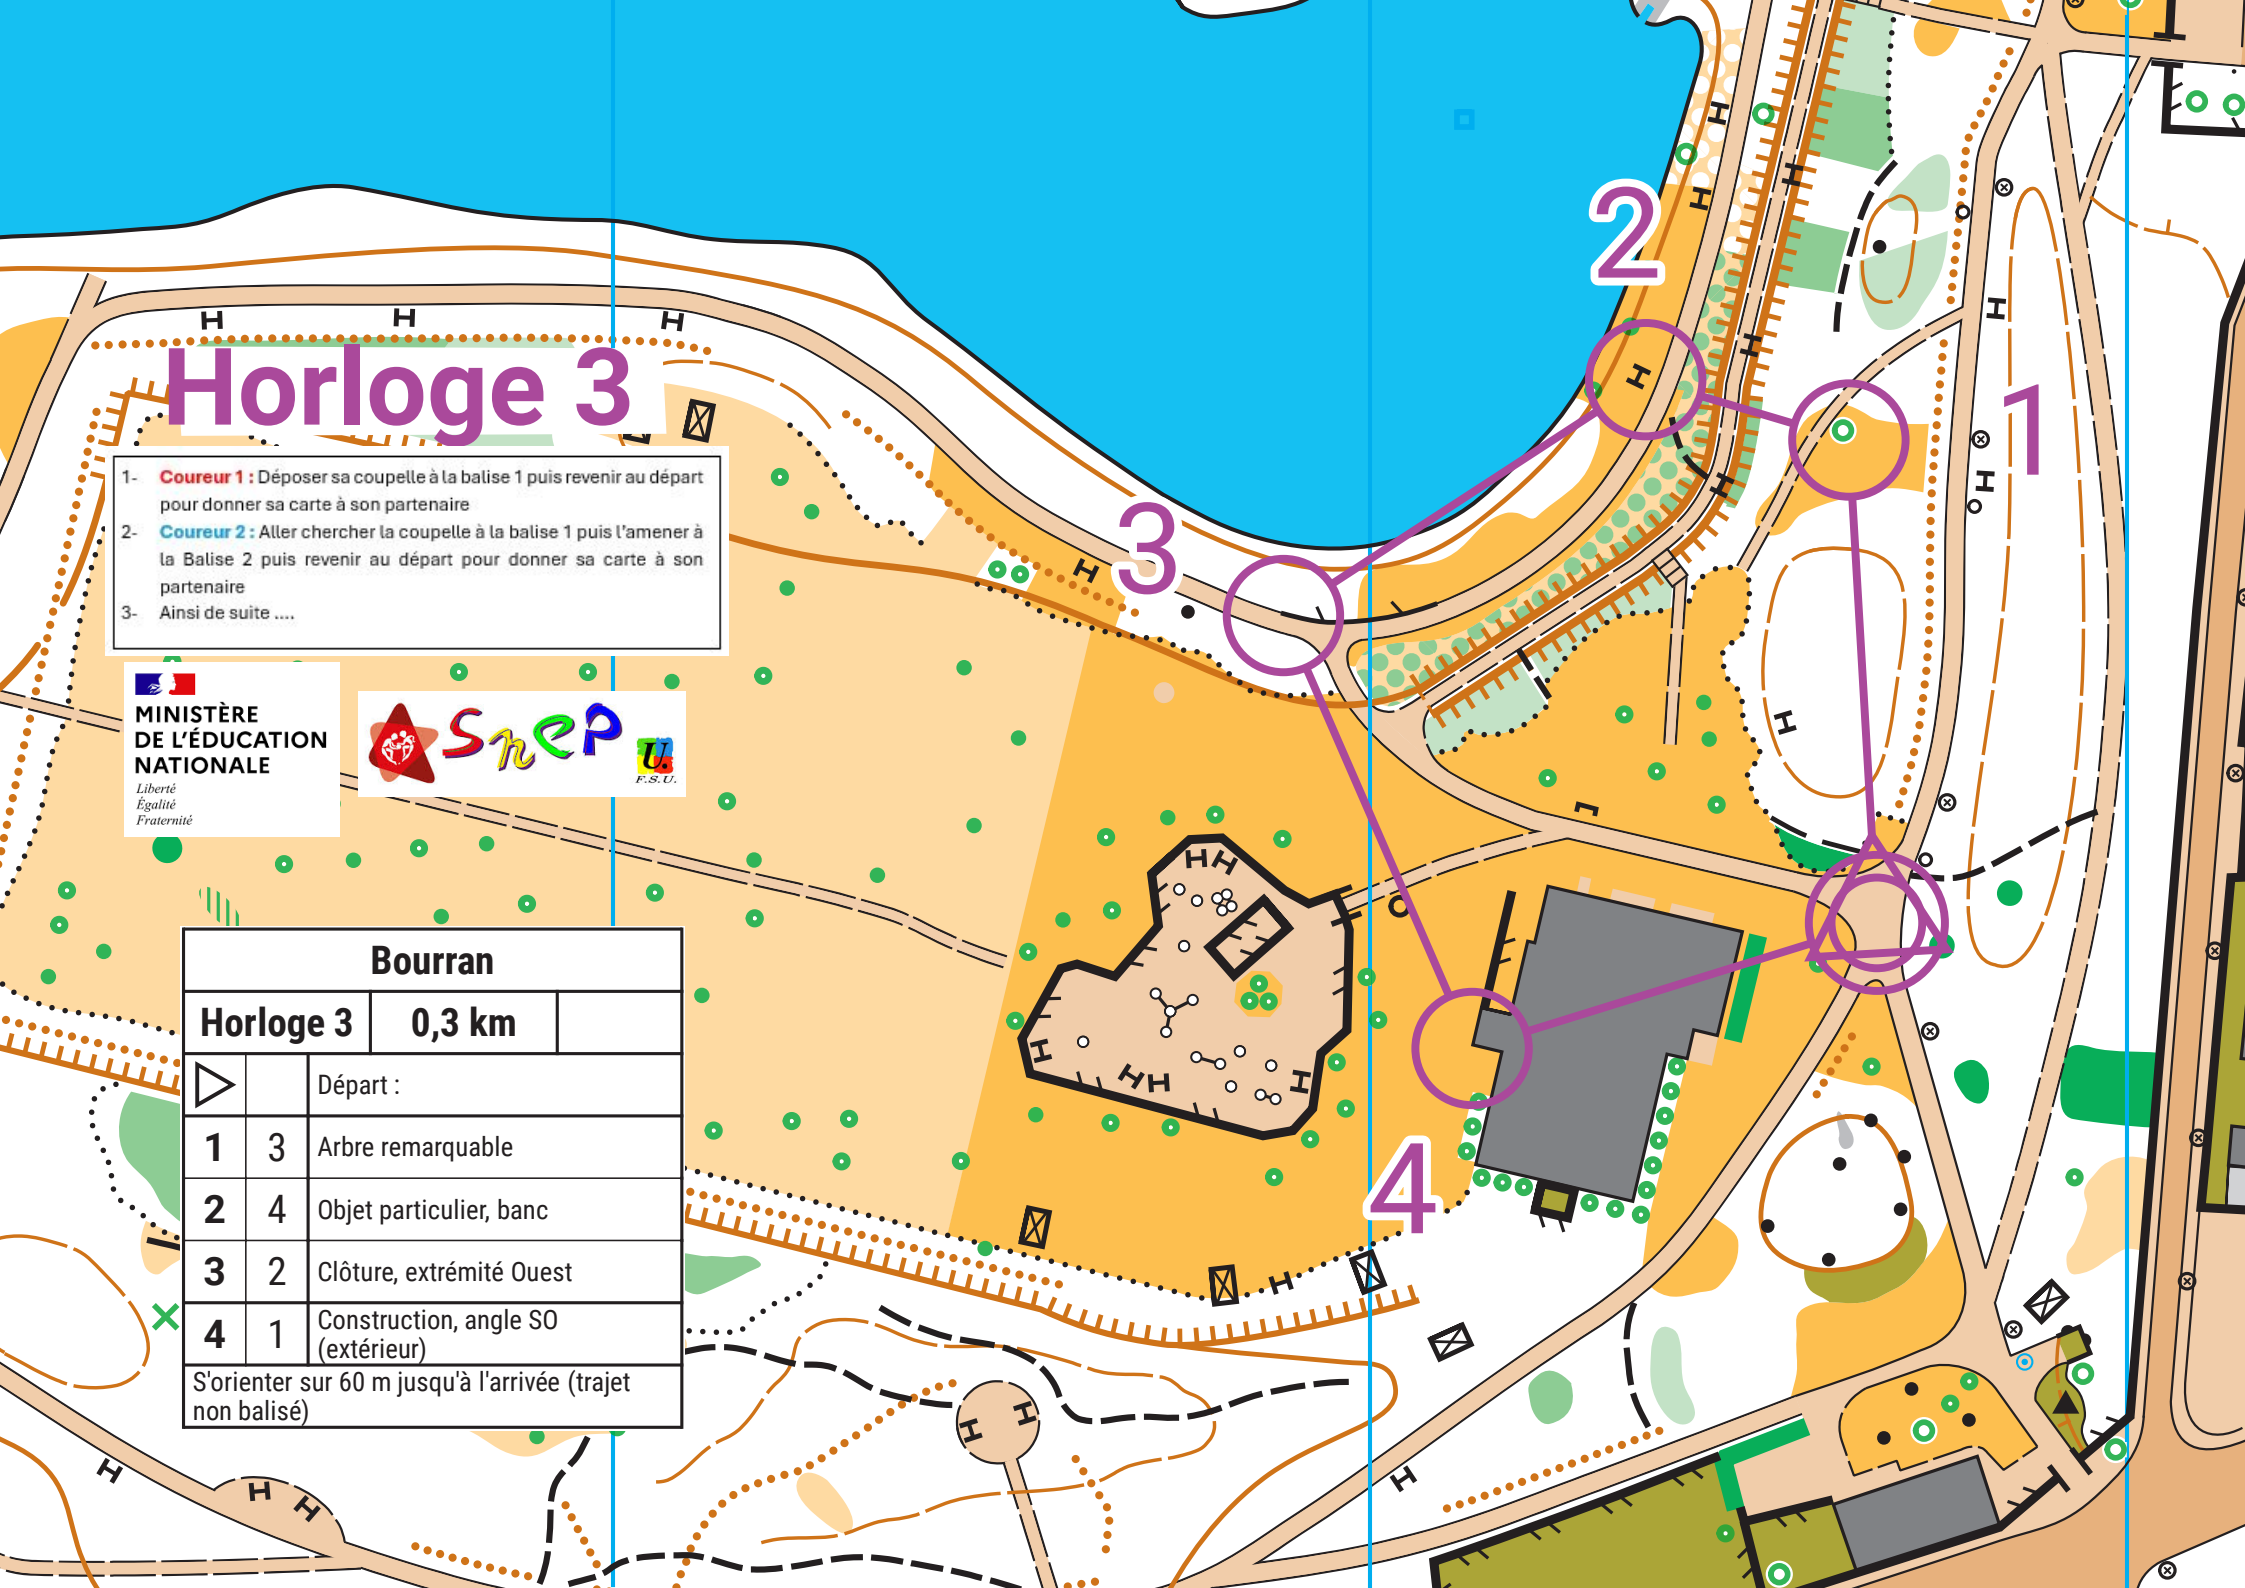 2
1
Horloge 3
3
1- Coureur 1 : Déposer sa coupelle à la balise 1 puis revenir au départ
pour donner sa carte à son partenaire
2- Coureur 2 : Aller chercher la coupelle à la balise 1 puis l'amener à
la Balise 2 puis revenir au départ pour donner sa carte à son
partenaire
3- Ainsi de suite ....
MINISTÈRE
DE L'ÉDUCATION
NATIONALE
Liberté
Égalité
Fraternité
SneP
U.
F.S.U.
4
Bourran
Horloge 3 0,3 km
Départ :
1 3 Arbre remarquable
2 4 Objet particulier, banc
3 2 Clôture, extrémité Ouest
4 1 Construction, angle SO
(extérieur)
S'orienter sur 60 m jusqu'à l'arrivée (trajet
non balisé)